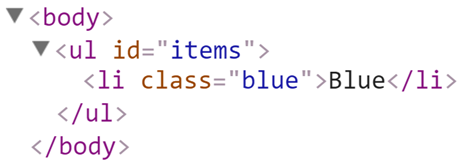 ▼<body>
▼<ul id="items">
<li class="blue">Blue</li>
</ul>
</body>